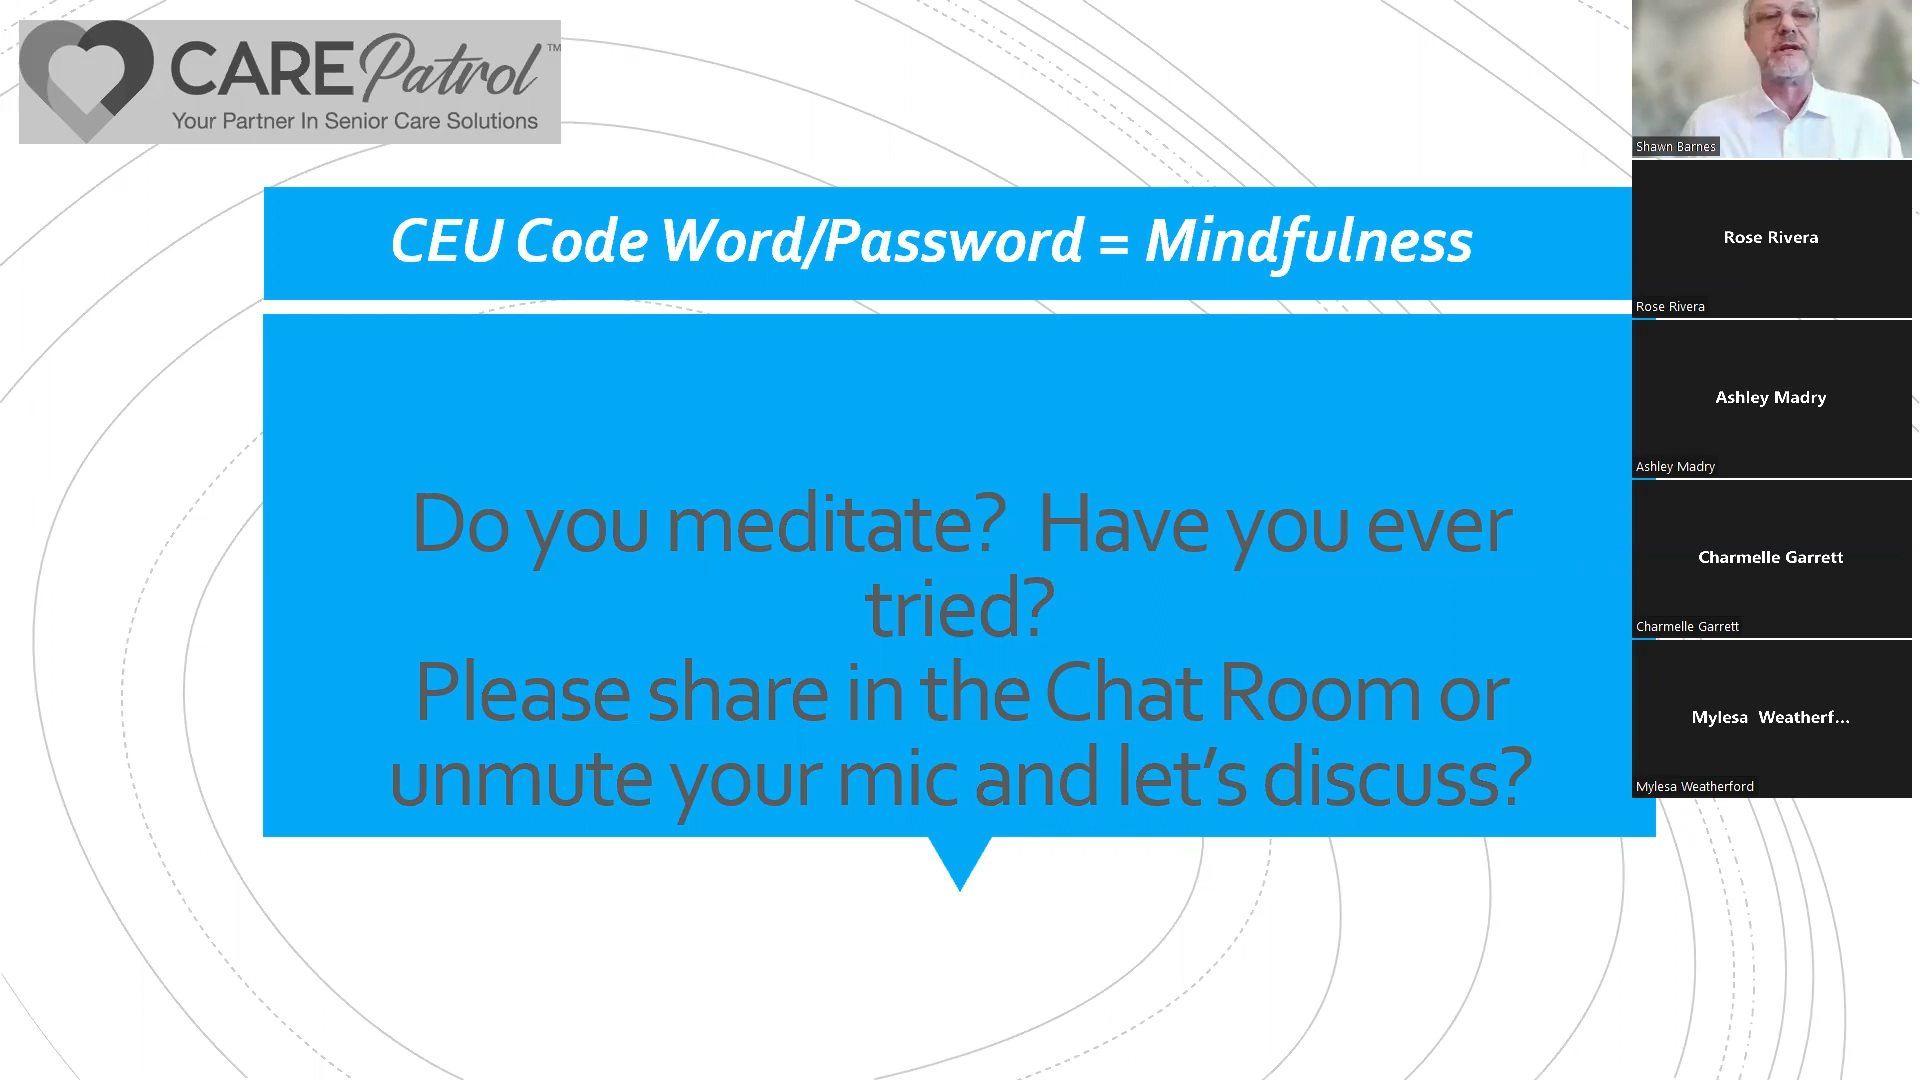 CAREPatrol™
Your Partner In Senior Care Solutions
CEU Code Word/Password = Mindfulness
Do you meditate?  Have you ever
tried?
Please share in the Chat Room or
unmute your mic and let’s discuss?
Shawn Barnes
Rose Rivera
Rose Rivera
Ashley Madry
Ashley Madry
Charmelle Garrett
Charmelle Garrett
Mylesa  Weatherf...
Mylesa Weatherford